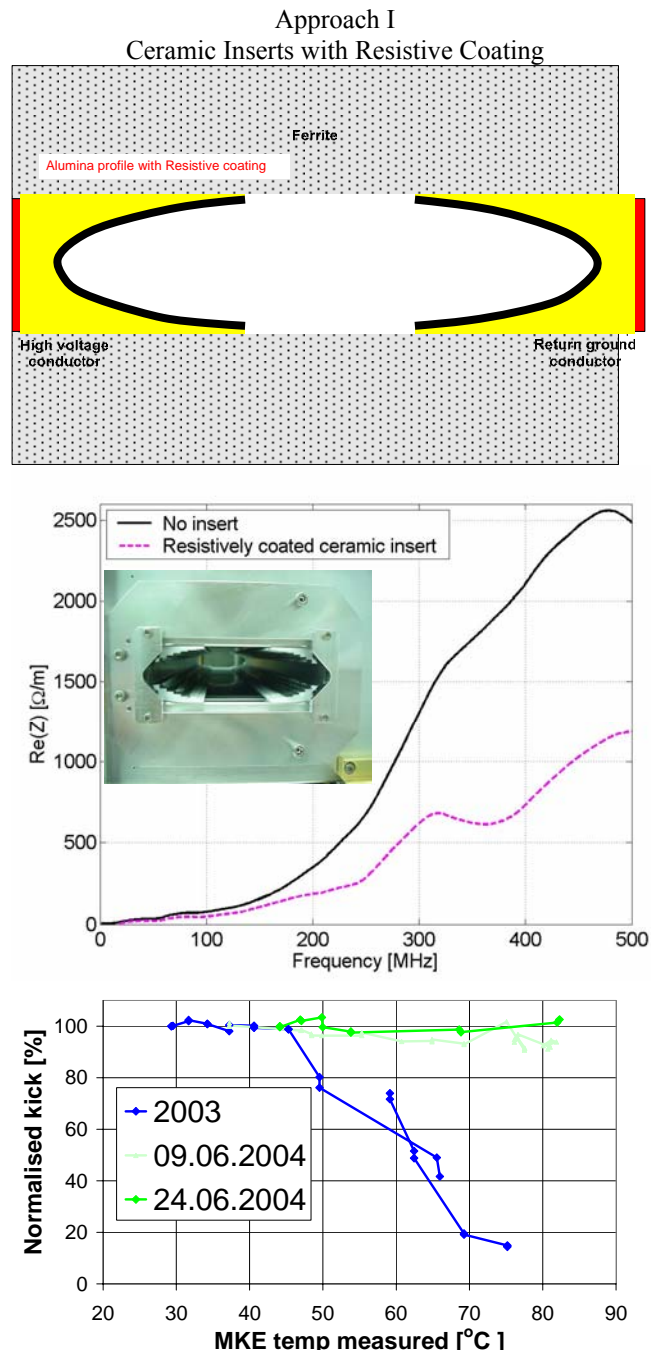 Approach I
Ceramic Inserts with Resistive Coating
Ferrite
Alumina profile with Resistive coating
High voltage
conductor
Return ground
conductor
2500
2000
1500
1000
500
0
Re(Z) [Ω/m]
No insert
Resistively coated ceramic insert
0
100
200
300
400
500
Frequency [MHz]
120
100
80
60
40
20
0
Normalised kick [%]
2003
09.06.2004
24.06.2004
20
30
40
50
60
70
80
90
MKE temp measured [°C ]